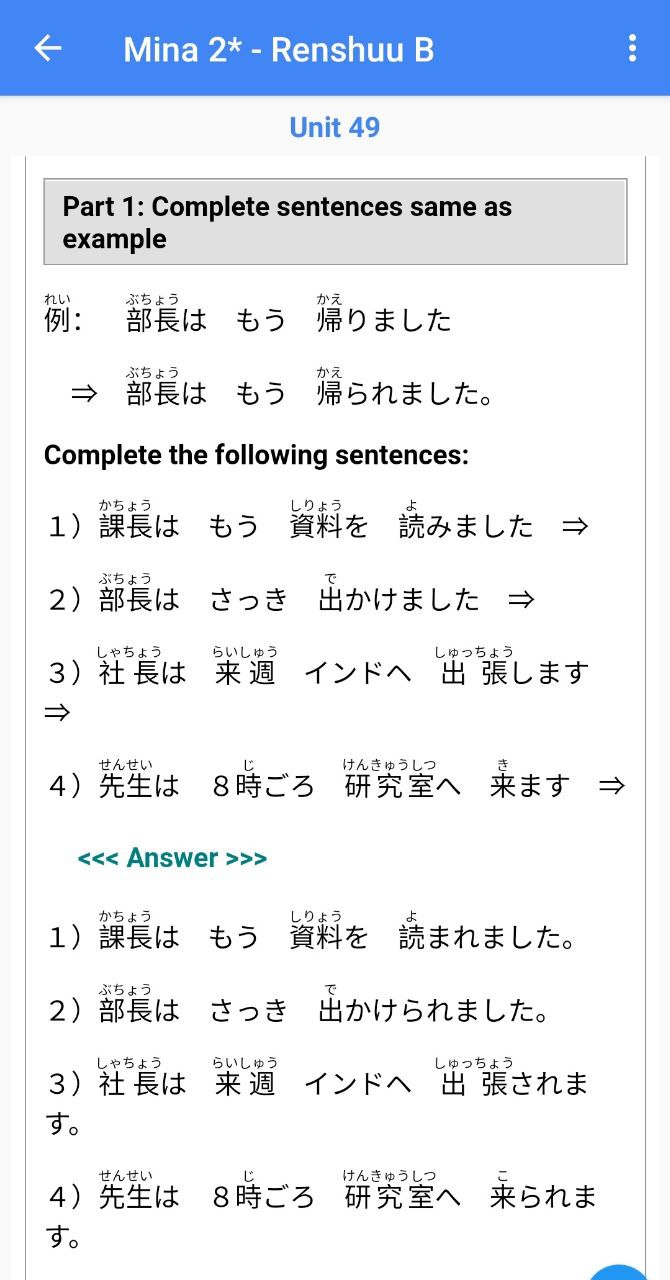 Mina 2* - Renshuu B
Unit 49
Part 1: Complete sentences same as
example
れい ぶちょう かえ
例： 部長は もう 帰りました
ぶちょう かえ
⇒ 部長は もう 帰られました。
Complete the following sentences:
かちょう しりょう よ
１）課長は もう 資料を 読みました ⇒
ぶちょう で
２）部長は さっき 出かけました ⇒
しゃちょう らいしゅう しゅっちょう
３）社長は 来週 インドへ 出張します
⇒
せんせい じ けんきゅうしつ き
４）先生は ８時ごろ 研究室へ 来ます ⇒
<<< Answer >>>
かちょう しりょう よ
１）課長は もう 資料を 読まれました。
ぶちょう で
２）部長は さっき 出かけられました。
しゃちょう らいしゅう しゅっちょう
３）社長は 来週 インドへ 出張されま
す。
せんせい じ けんきゅうしつ こ
４）先生は ８時ごろ 研究室へ 来られま
す。